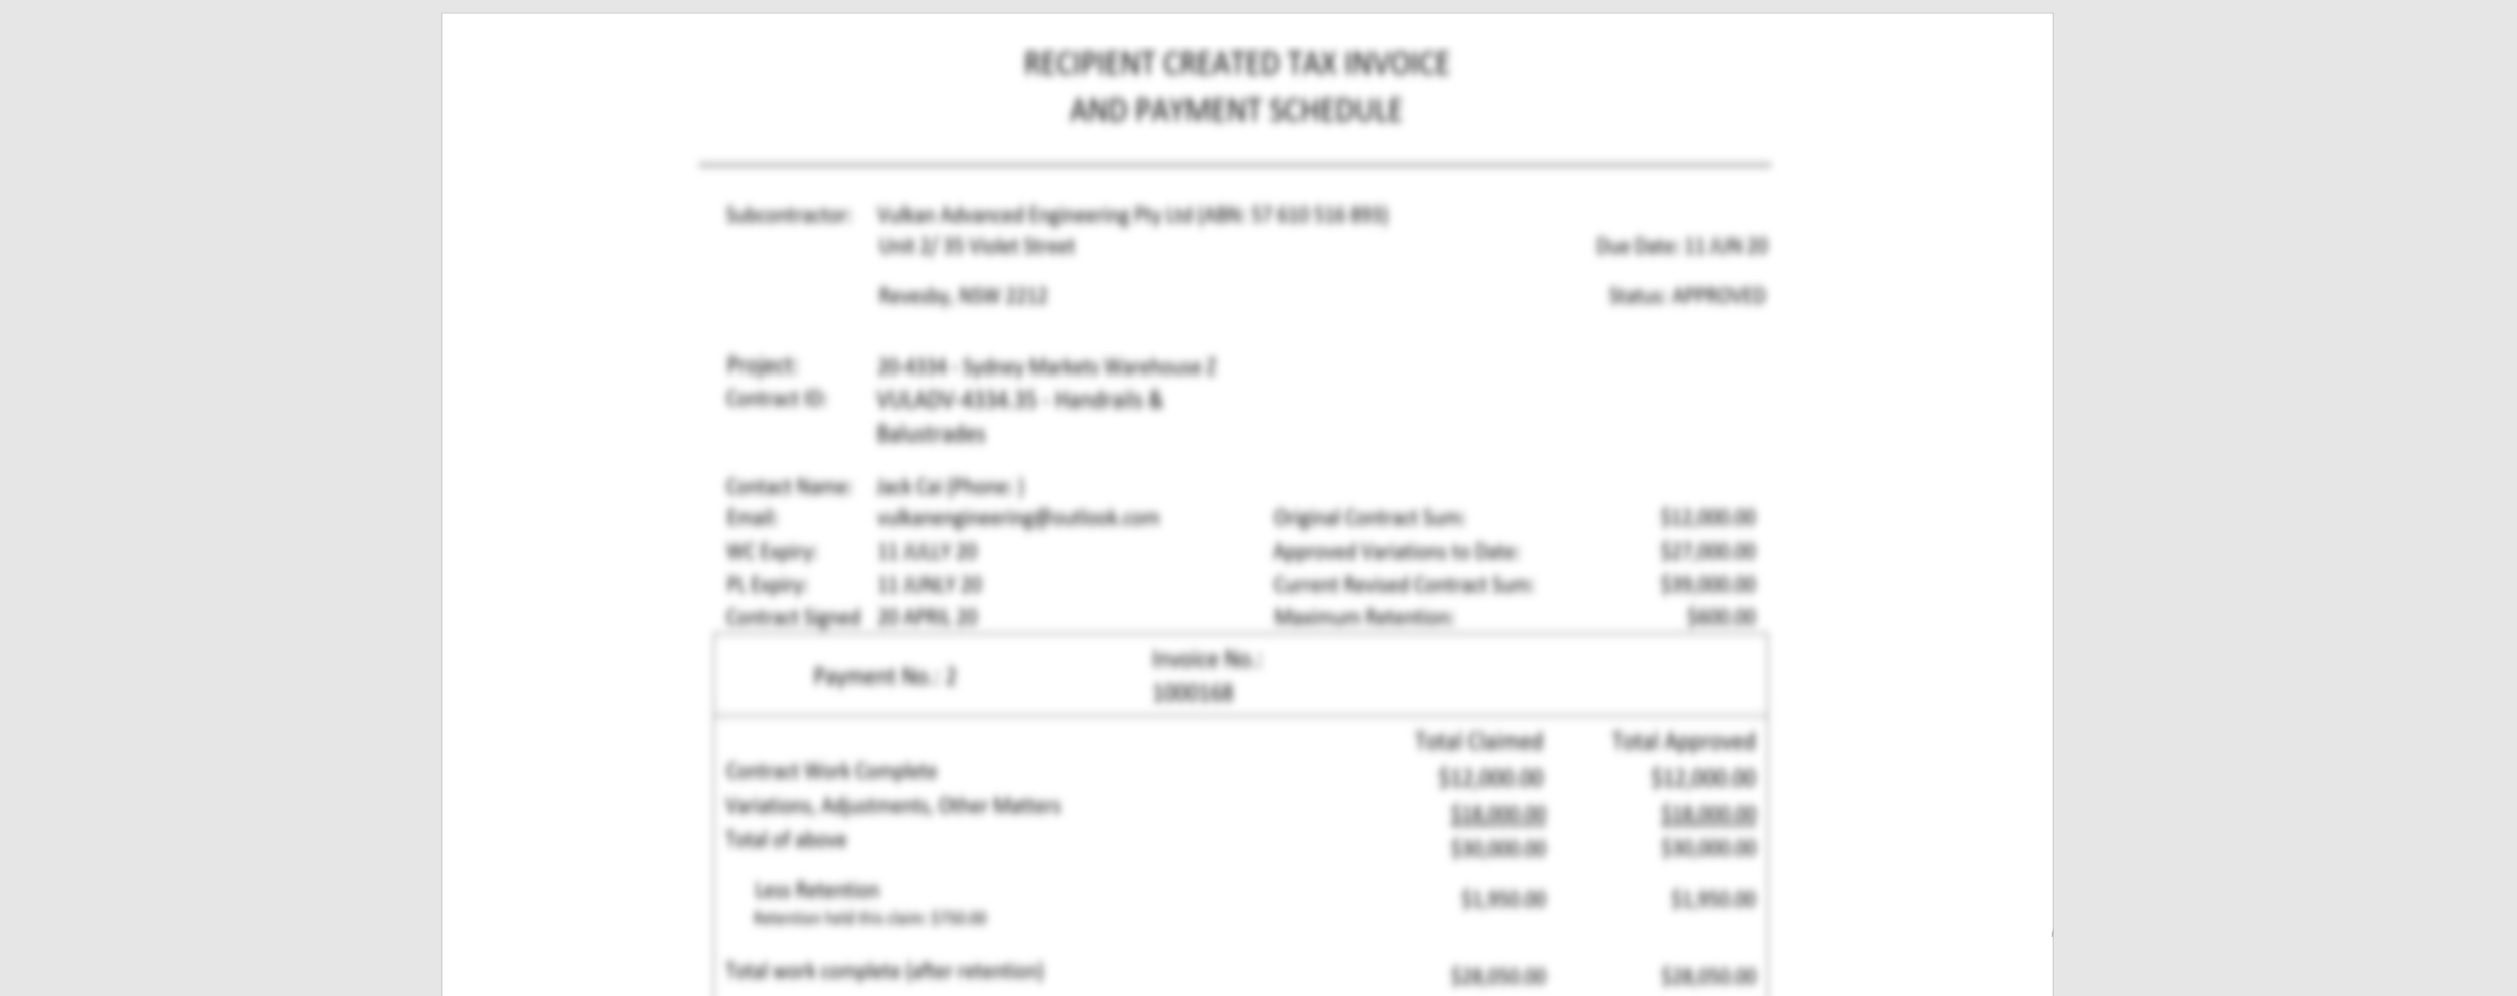 RECIPIENT CREATED TAX INVOICE
AND PAYMENT SCHEDULE
Subcontractor: Vulkan Advanced Engineering Pty Ltd (ABN: 57 610 516 893)
Unit 2/ 35 Violet Street
Due Date: 11 JUN 20
Revesby, NSW 2212
Status: APPROVED
Project: 20-4334 - Sydney Markets Warehouse Z
Contract ID: VULADV-4334.35 - Handrails &
Balustrades
Contact Name: Jack Cai (Phone: )
Email: vulkanengineering@outlook.com Original Contract Sum: $12,000.00
WC Expiry: 11 JULLY 20 Approved Variations to Date: $27,000.00
PL Expiry: 11 JUNLY 20 Current Revised Contract Sum: $39,000.00
Contract Signed 20 APRIL 20 Maximum Retention: $600.00
Payment No.: 2
Invoice No.:
1000168
Total Claimed Total Approved
Contract Work Complete $12,000.00 $12,000.00
Variations, Adjustments, Other Matters $18,000.00 $18,000.00
Total of above $30,000.00 $30,000.00
Less Retention $1,950.00 $1,950.00
Retention held this claim: $750.00
Total work complete (after retention) $28,050.00 $28,050.00